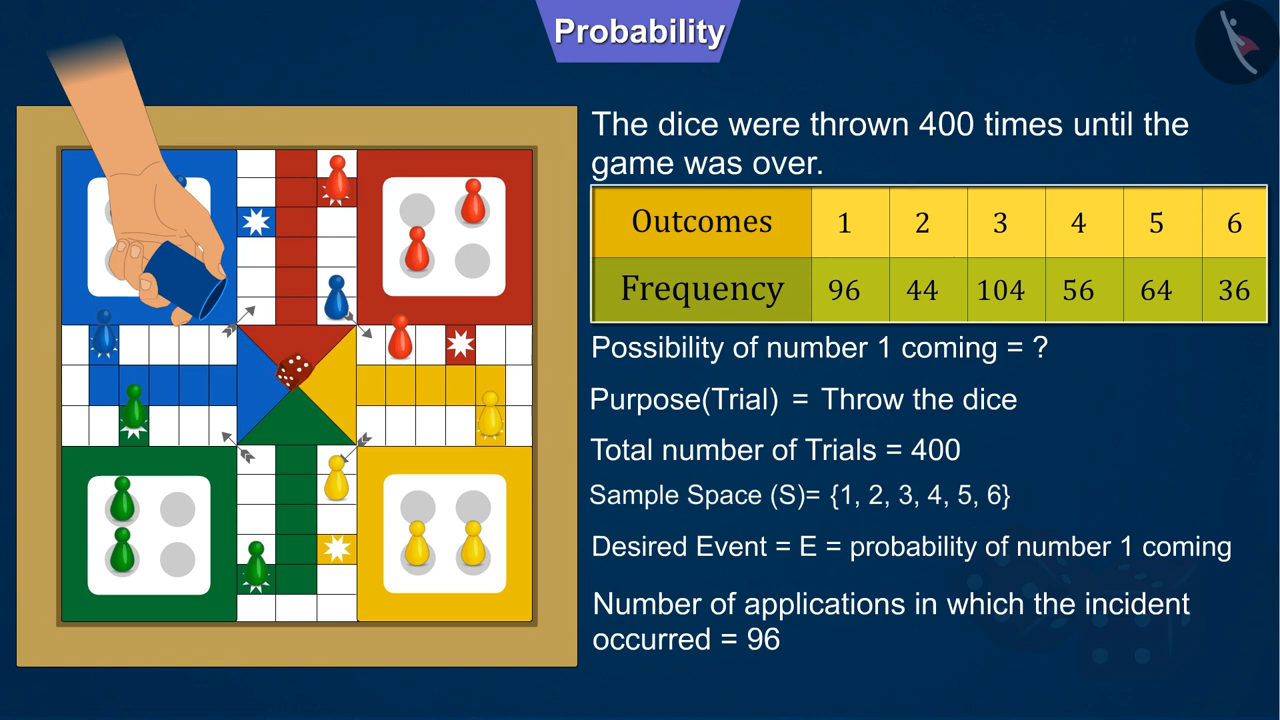 Probability
The dice were thrown 400 times until the
game was over.
Outcomes 1 2 3 4 5 6
Frequency 96 44 104 56 64 36
Possibility of number 1 coming = ?
Purpose(Trial) = Throw the dice
Total number of Trials = 400
Sample Space (S)= {1, 2, 3, 4, 5, 6}
Desired Event = E = probability of number 1 coming
Number of applications in which the incident
occurred = 96